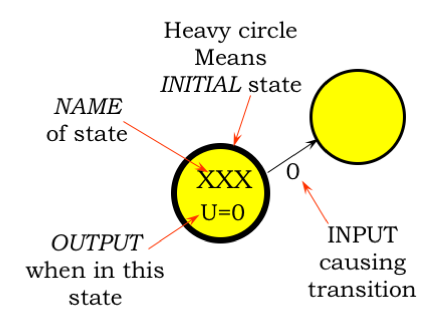 Heavy circle
Means
INITIAL state
NAME
of state
XXX
U=0
0
OUTPUT
when in this
state
INPUT
causing
transition